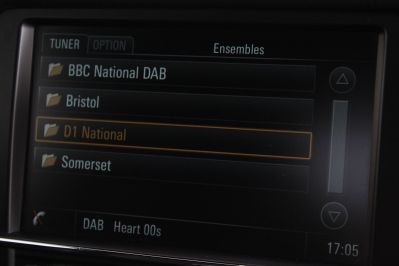 TUNER OPTION Ensembles
BBC National DAB
Bristol
D1 National
Somerset
DAB Heart 00s
17:05